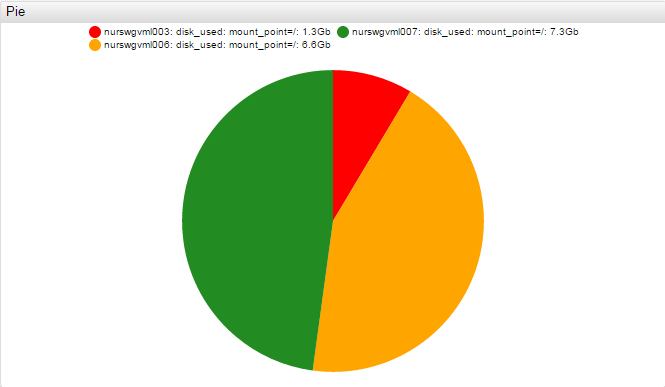 Pie
nurswgvml003: disk_used: mount_point=/: 1.3Gb nurswgvml007: disk_used: mount_point=/: 7.3Gb
nurswgvml006: disk_used: mount_point=/: 6.6Gb